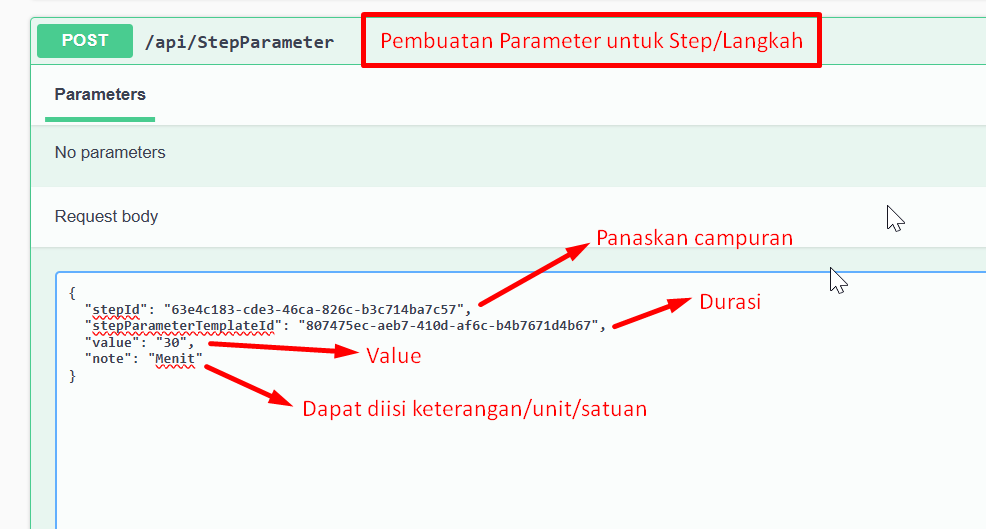 POST /api/StepParameter Pembuatan Parameter untuk Step/Langkah
Parameters
No parameters
Request body
Panaskan campuran
{
"stepId": "63e4c183-cde3-46ca-826c-b3c714ba7c57",
Durasi
"stepParameterTemplateId": "807475ec-aeb7-410d-af6c-b4b7671d4b67",
"value": "30",
Value
"note": "Menit"
}
Dapat diisi keterangan/unit/satuan